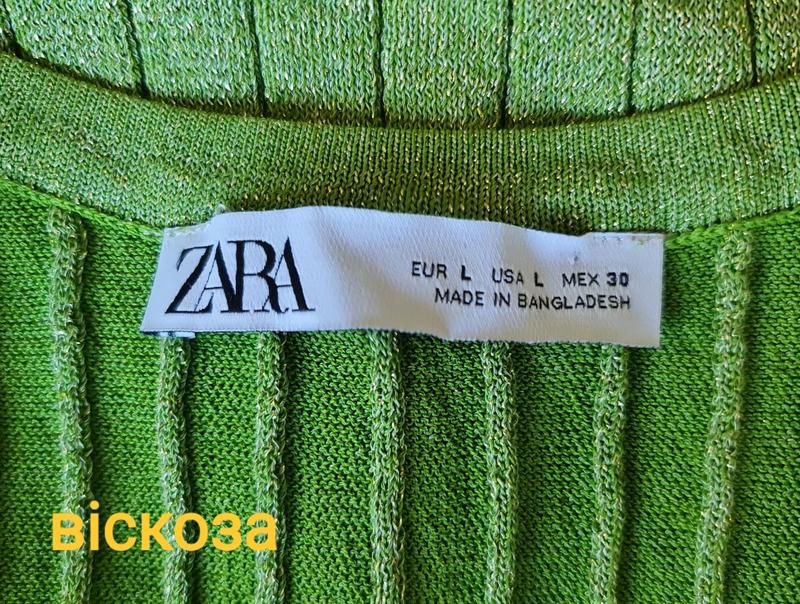 ZARA
EUR L USA L MEX 30
MADE IN BANGLADESH
віскоза